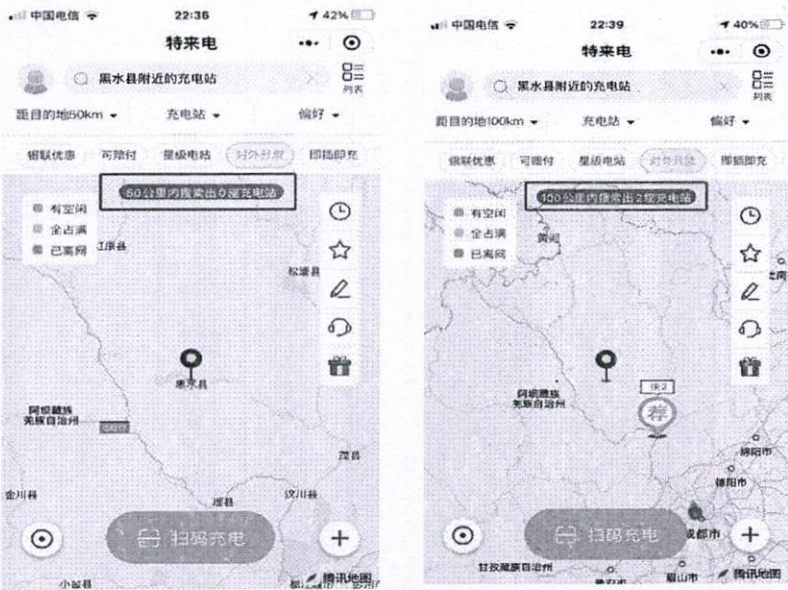 中国电信
22:36
42%
特来电
黑水县附近的充电站
列表
距目的地50km
充电站
偏好
银联优惠
可赔付
星级电站
对外开放
即插即充
50公里内搜索出0座充电站
有空闲
全占满
已离网
松潘县
黑水县
阿坝藏族
羌族自治州
茂县
金川县
理县
汶川县
扫码充电
小金县
腾讯地图
中国电信
22:39
40%
特来电
黑水县附近的充电站
列表
距目的地100km
充电站
偏好
银联优惠
可赔付
星级电站
对外开放
即插即充
100公里内搜索出2座充电站
有空闲
全占满
已离网
快2
荐
阿坝藏族
羌族自治州
绵阳市
德阳市
成都市
扫码充电
甘孜藏族自治州
雅安市
眉山市
腾讯地图